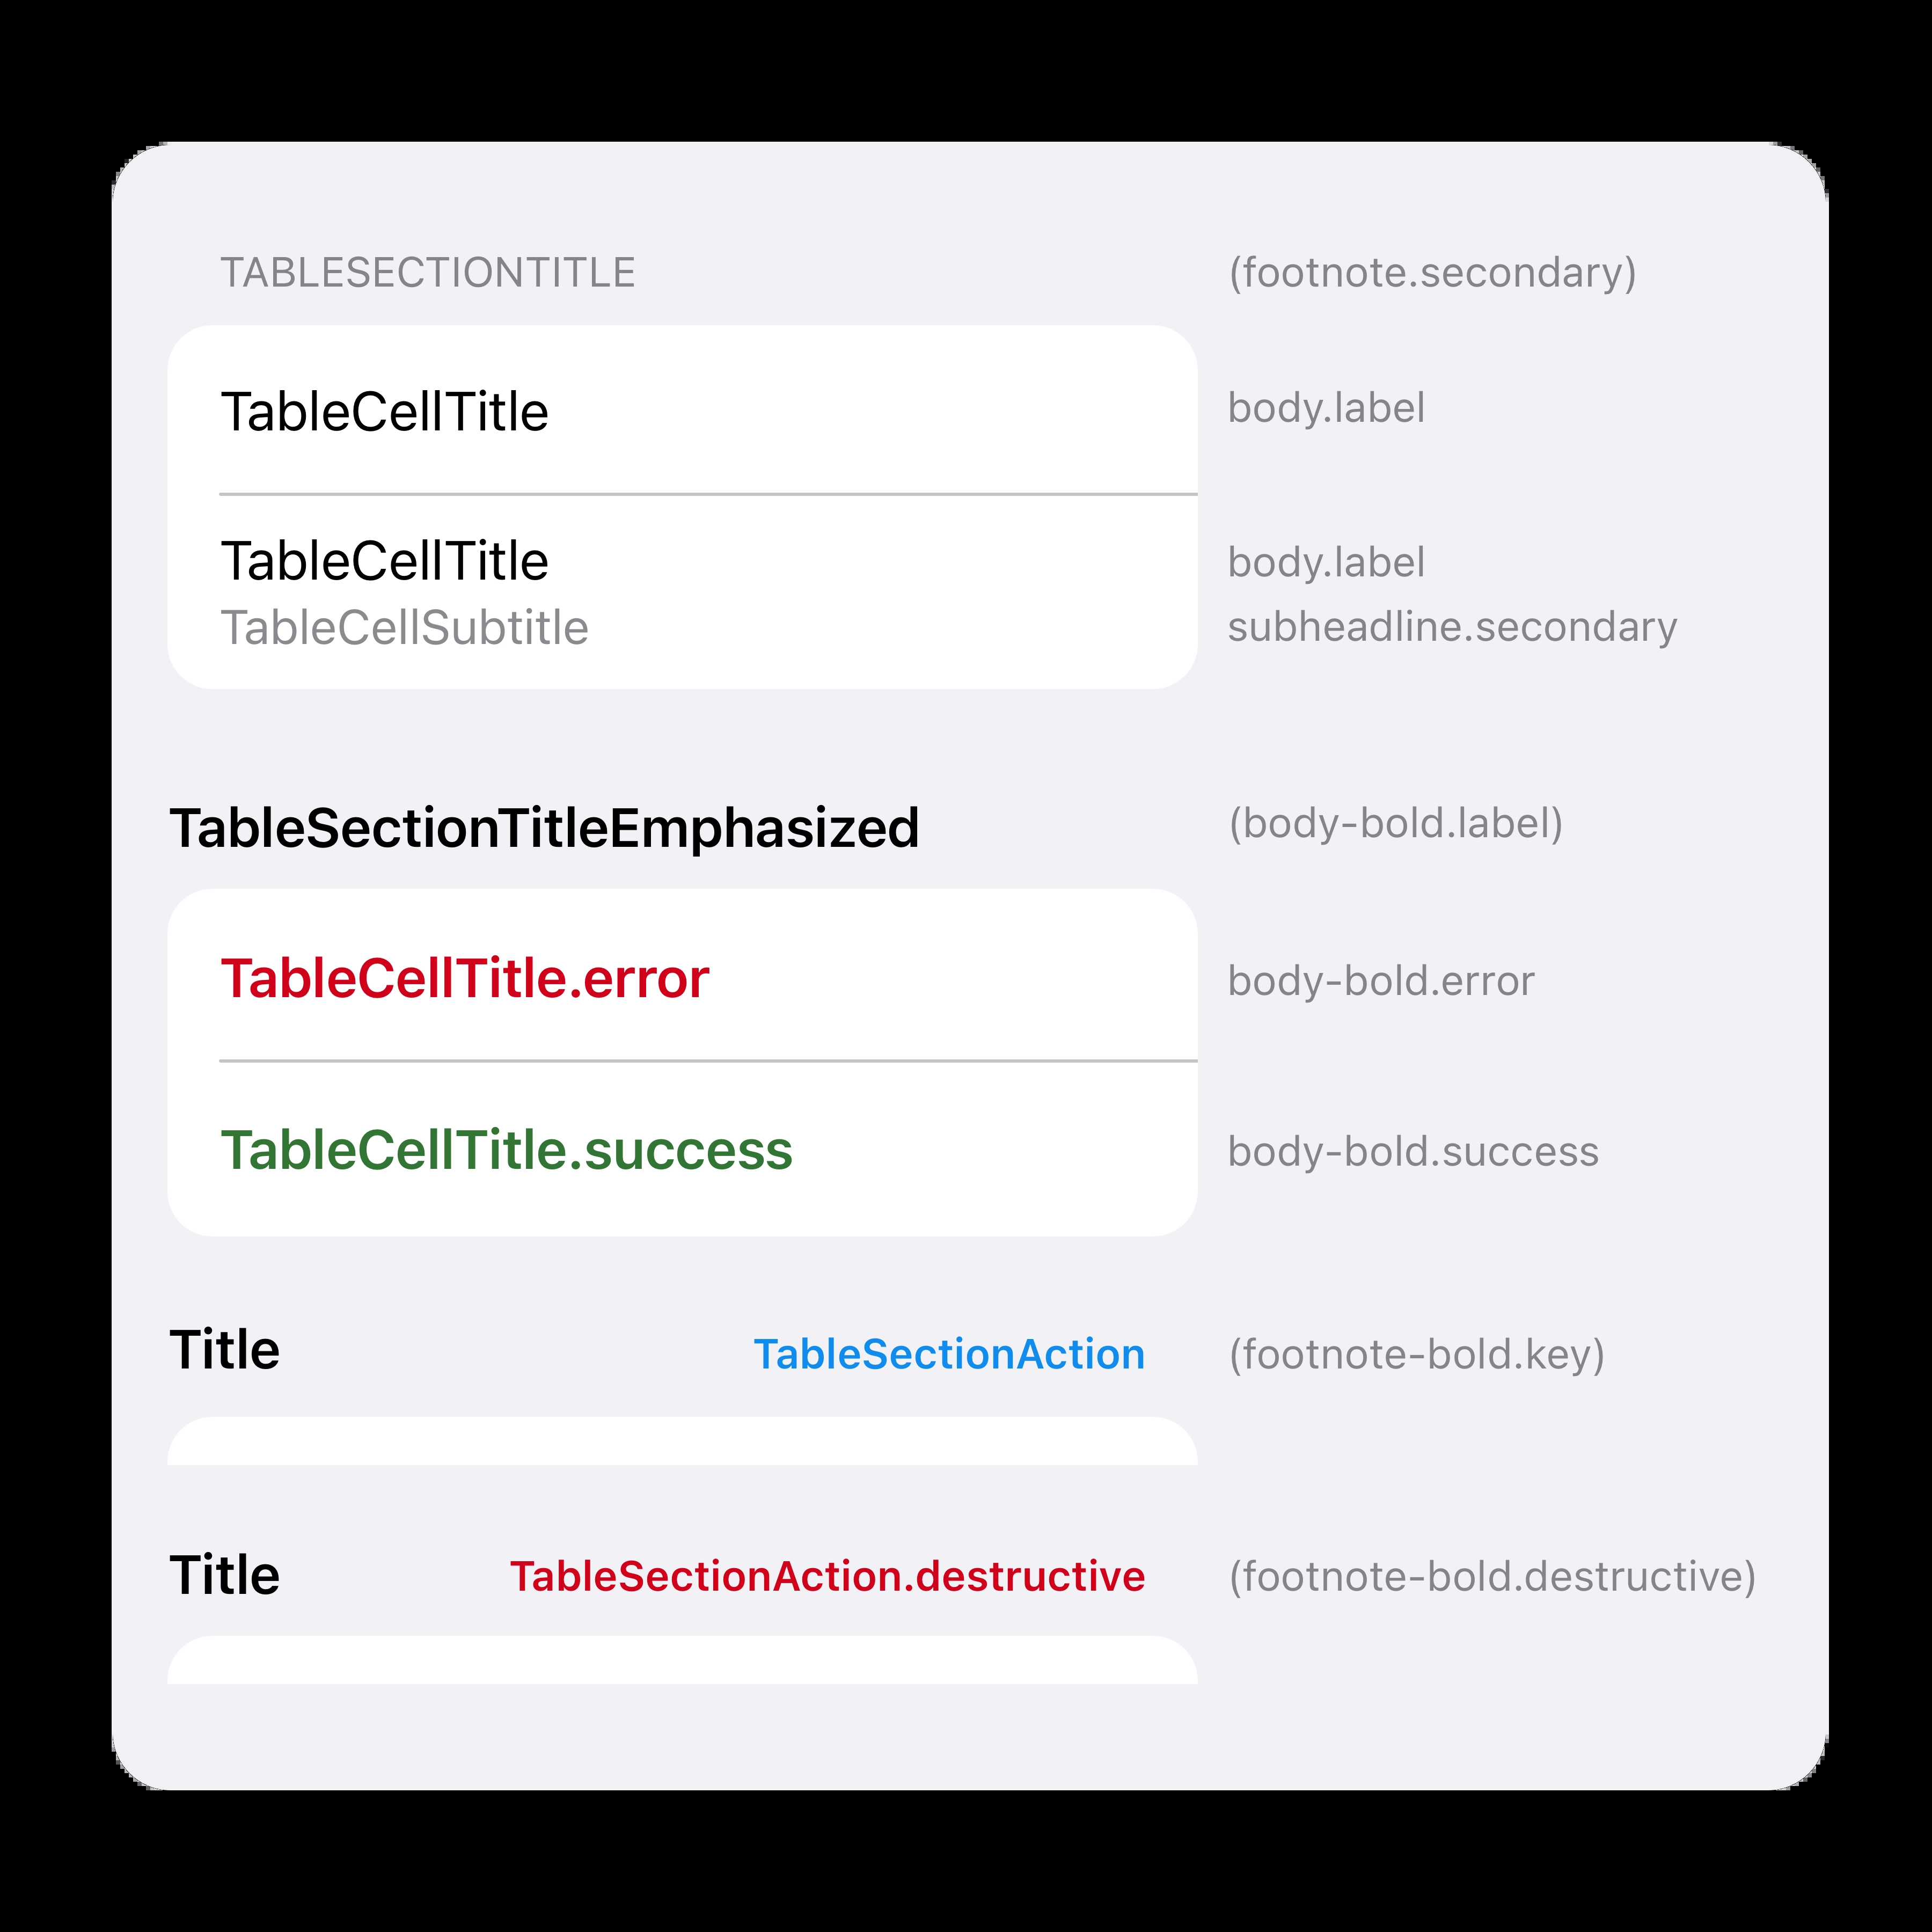 TABLESECTIONTITLE (footnote.secondary)
TableCellTitle body.label
TableCellTitle body.label
TableCellSubtitle subheadline.secondary
TableSectionTitleEmphasized (body-bold.label)
TableCellTitle.error body-bold.error
TableCellTitle.success body-bold.success
Title TableSectionAction (footnote-bold.key)
Title TableSectionAction.destructive (footnote-bold.destructive)